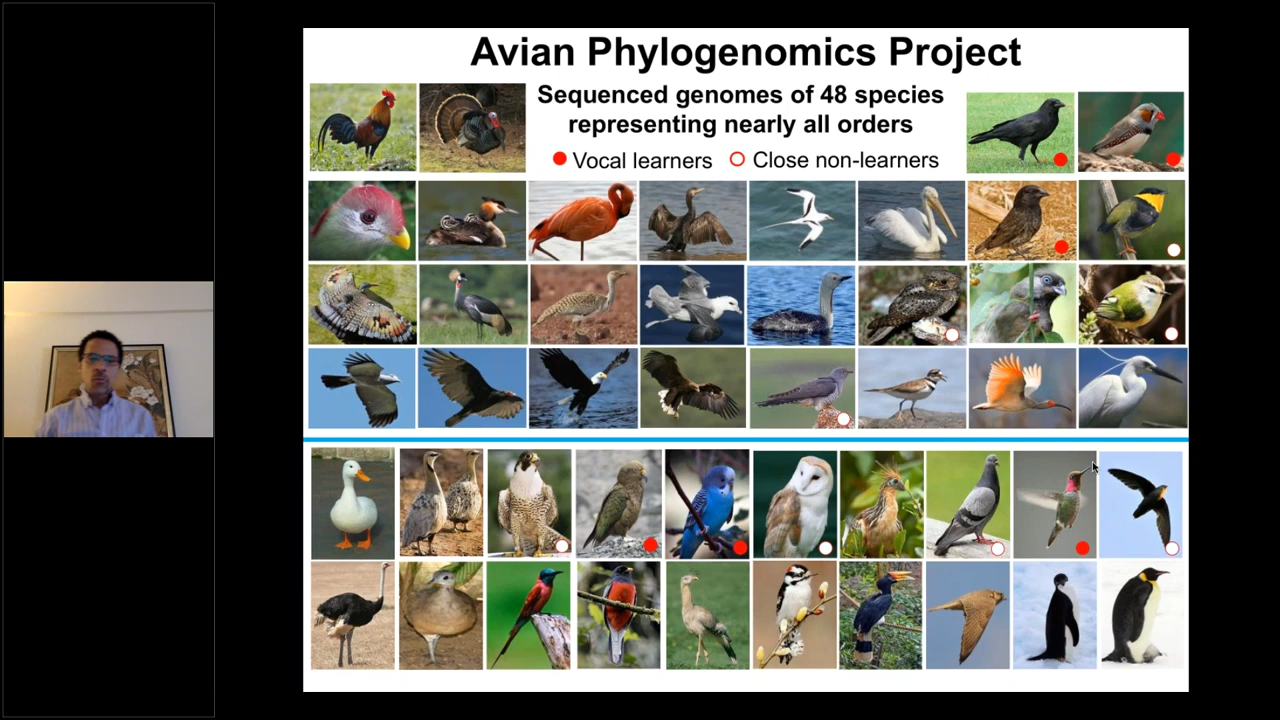 Avian Phylogenomics Project
Sequenced genomes of 48 species
representing nearly all orders
Vocal learners
Close non-learners